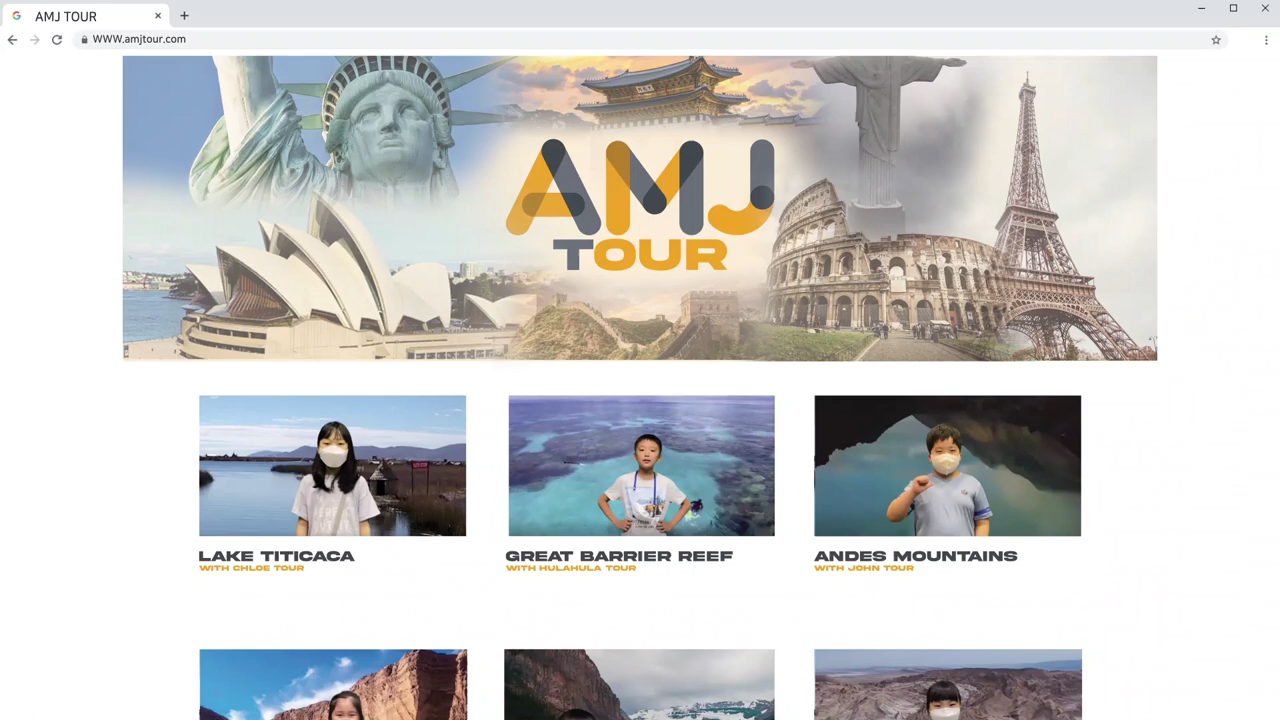 AMJ TOUR
WWW.amjtour.com
AMJ
TOUR
LAKE TITICACA
WITH CHLOE TOUR
GREAT BARRIER REEF
WITH HULAHULA TOUR
ANDES MOUNTAINS
WITH JOHN TOUR